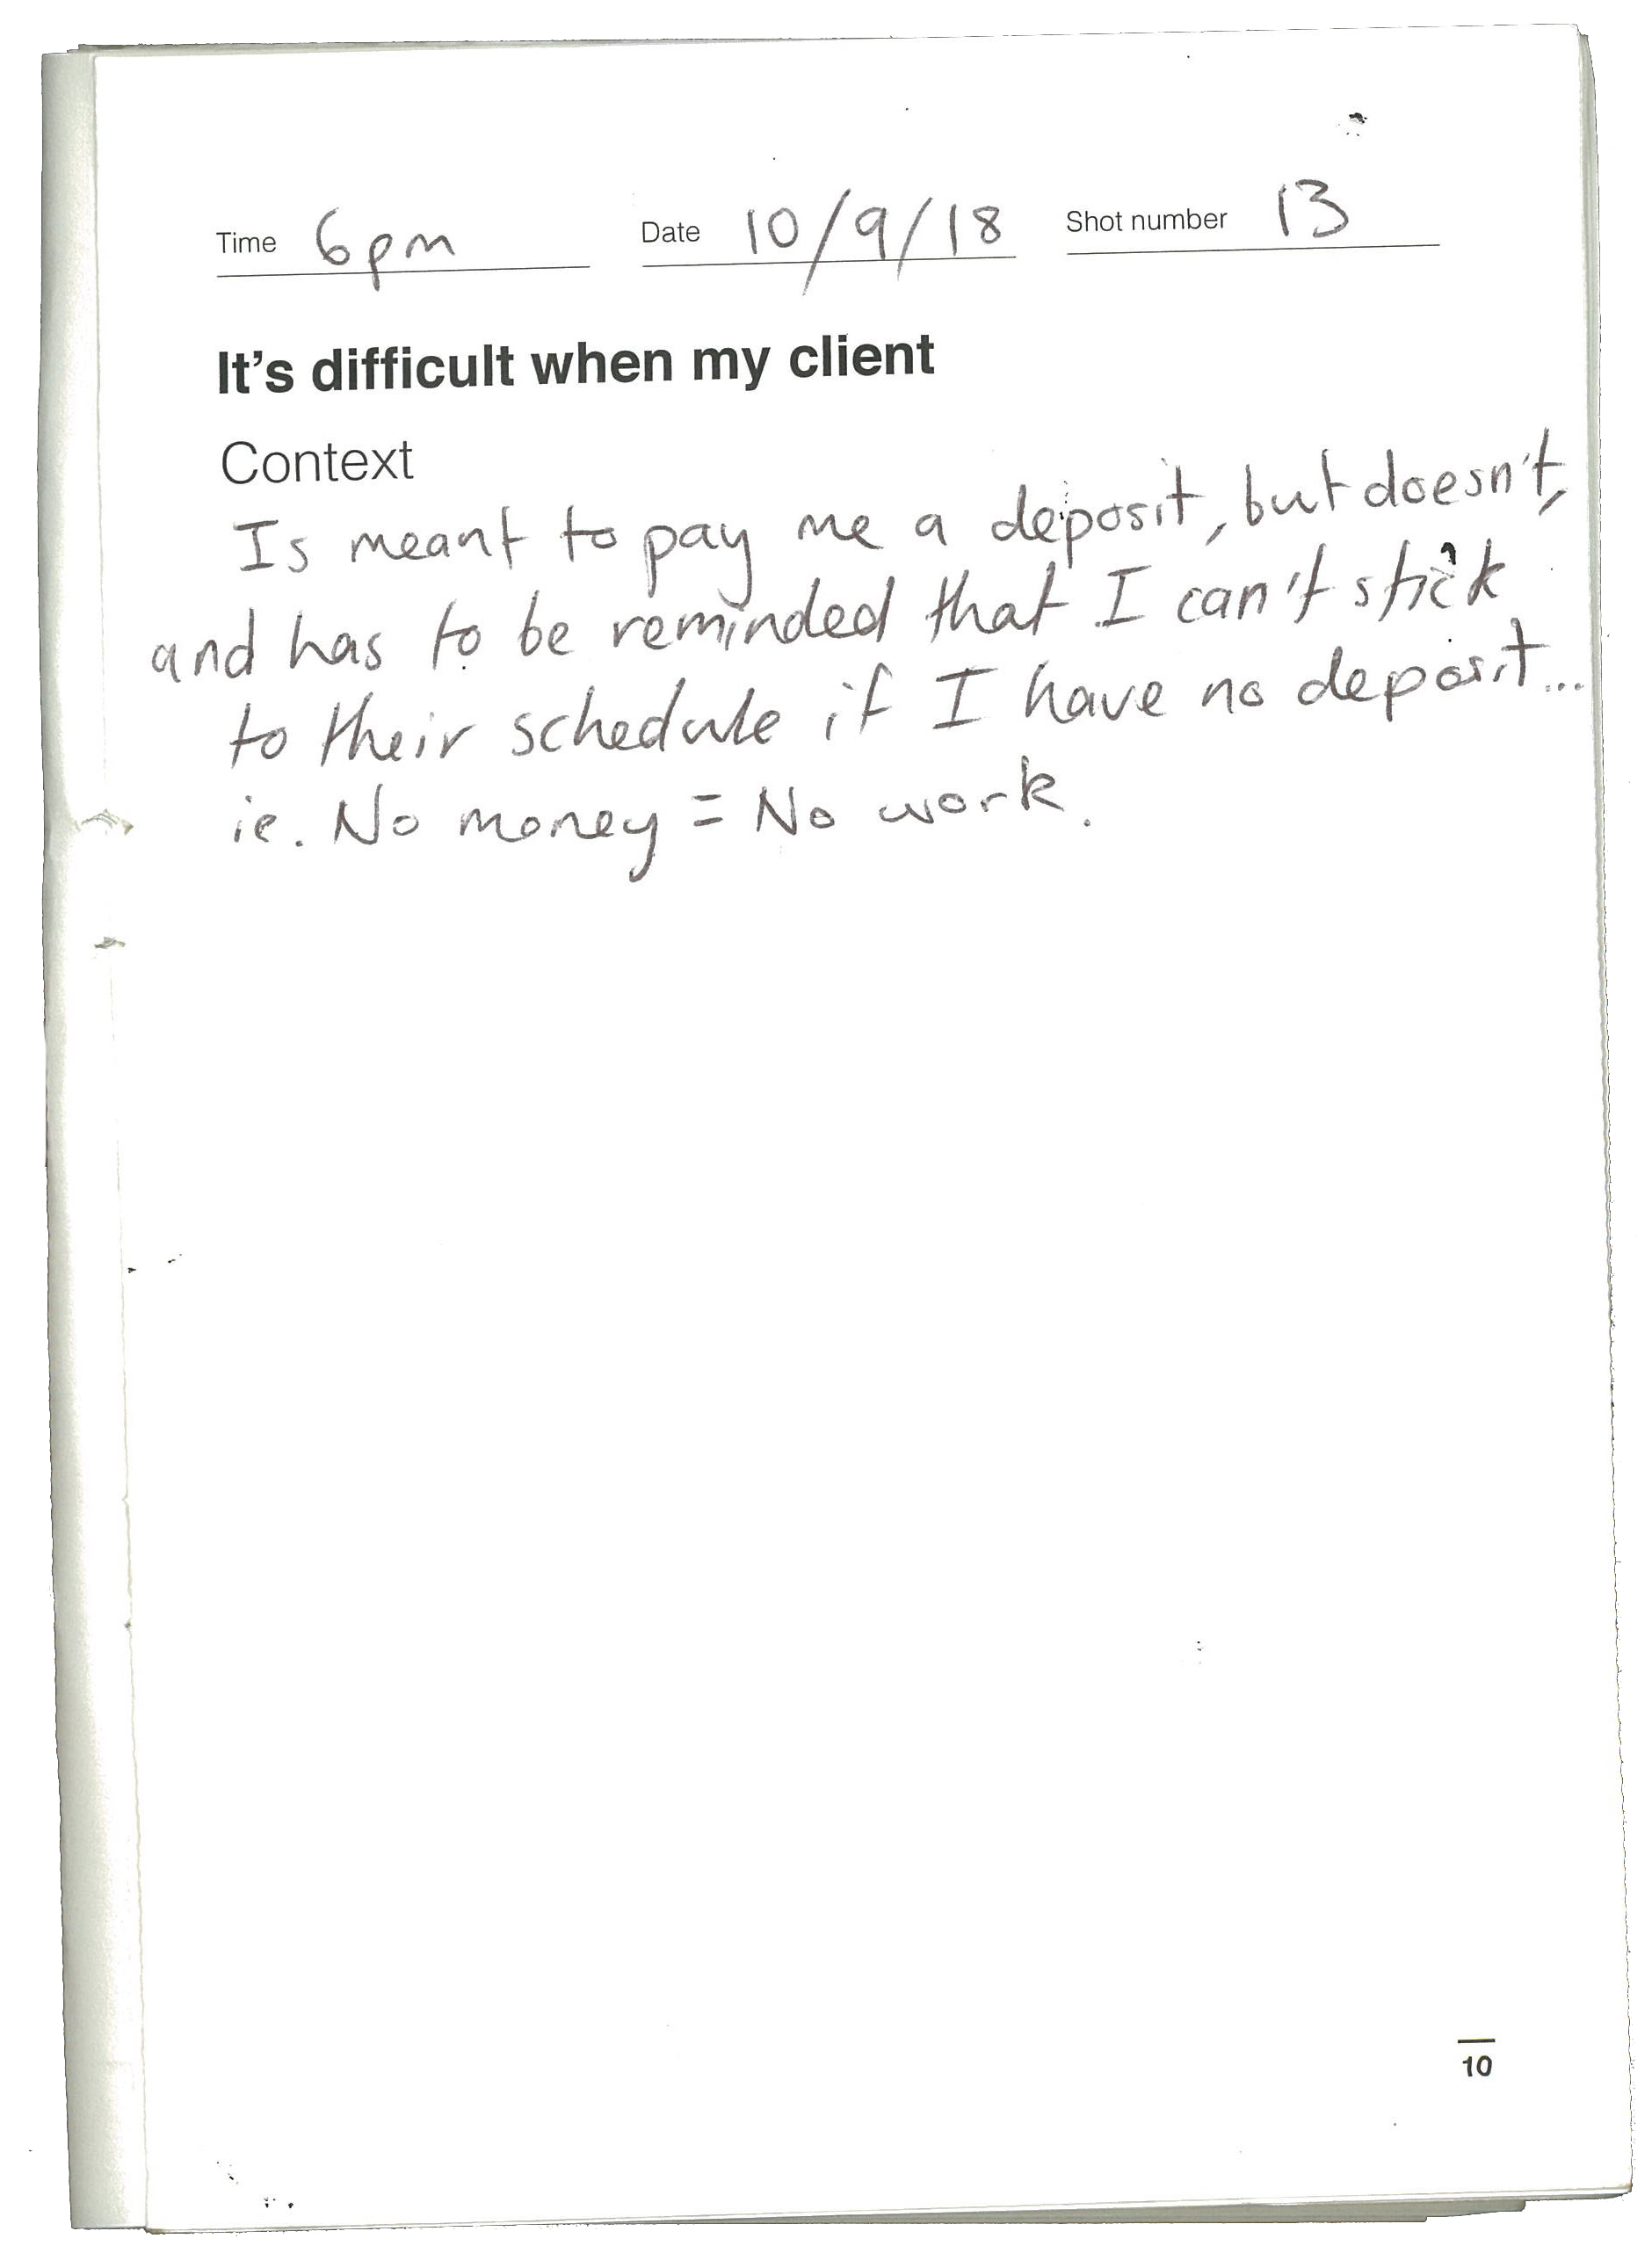 Time 6pm Date 10/9/18 Shot number 13
It's difficult when my client
Context
Is meant to pay me a deposit, but doesn't,
and has to be reminded that I can't stick
to their schedule if I have no deposit...
ie. No money = No work.
10